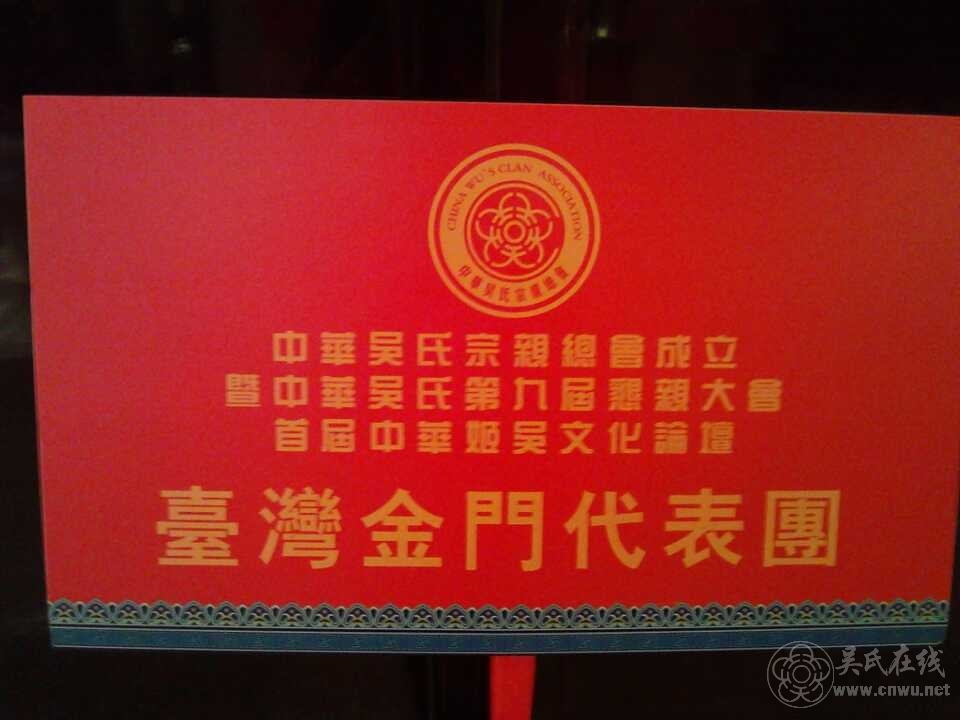 CHINA WU'S CLAN ASSOCIATION
中華吳氏宗親總會
中華吳氏宗親總會成立
暨中華吳氏第九屆懇親大會
首屆中華姬吳文化論壇
臺灣金門代表團
吴氏在线
www.cnwu.net